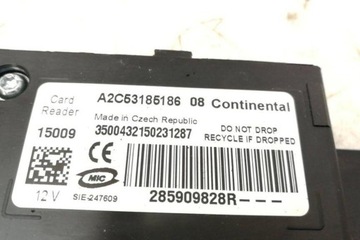 Card Reader
A2C53185186 08 Continental
Made in Czech Republic
15009
3500432150231287
DO NOT DROP
RECYCLE IF DROPPED
CE
MIC
12 V
SIE-247609
285909828R---